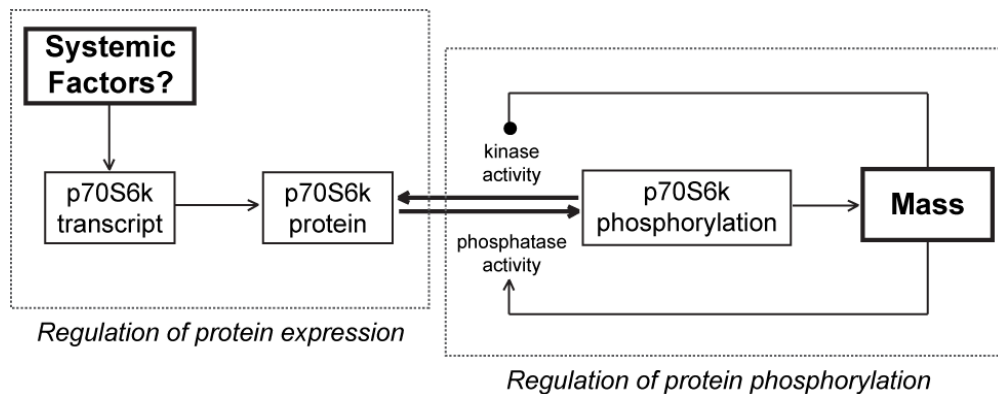 Systemic
Factors?
p70S6k
transcript
p70S6k
protein
Regulation of protein expression
kinase
activity
phosphatase
activity
p70S6k
phosphorylation
Mass
Regulation of protein phosphorylation